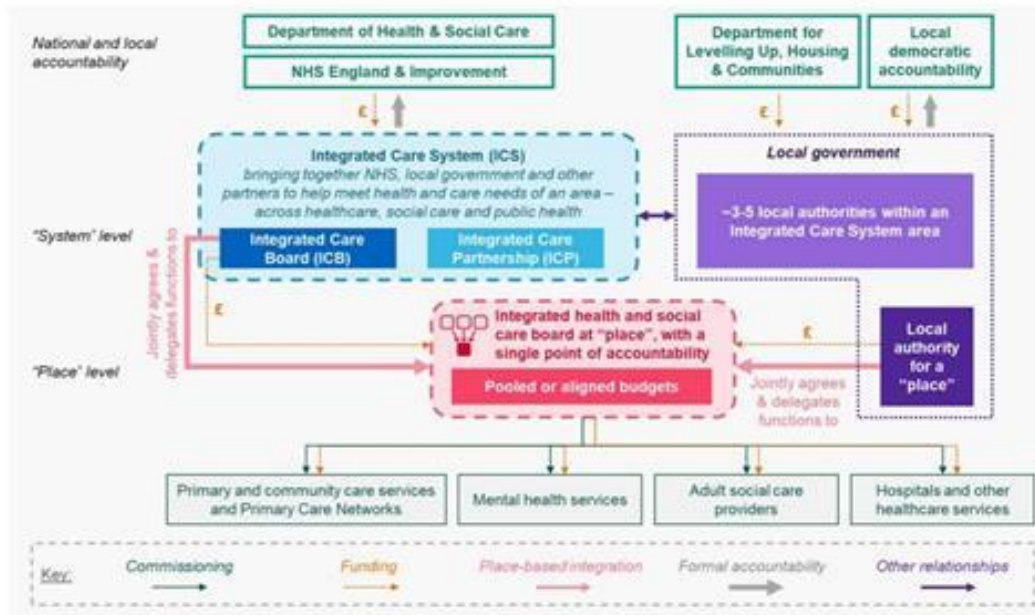 National and local
accountability
Department of Health & Social Care
NHS England & Improvement
Department for
Levelling Up, Housing
& Communities
Local
democratic
accountability
£
£
£
Integrated Care System (ICS)
bringing together NHS, local government and other
partners to help meet health and care needs of an area –
across healthcare, social care and public health
Integrated Care
Board (ICB)
Integrated Care
Partnership (ICP)
Local government
~3-5 local authorities within an
Integrated Care System area
"System" level
Jointly agrees &
delegates functions to
£
Integrated health and social
care board at "place", with a
single point of accountability
Pooled or aligned budgets
£
Local
authority
for a
"place"
Jointly agrees
& delegates
functions to
"Place" level
Primary and community care services
and Primary Care Networks
Mental health services
Adult social care
providers
Hospitals and other
healthcare services
Key:
Commissioning
Funding
Place-based integration
Formal accountability
Other relationships